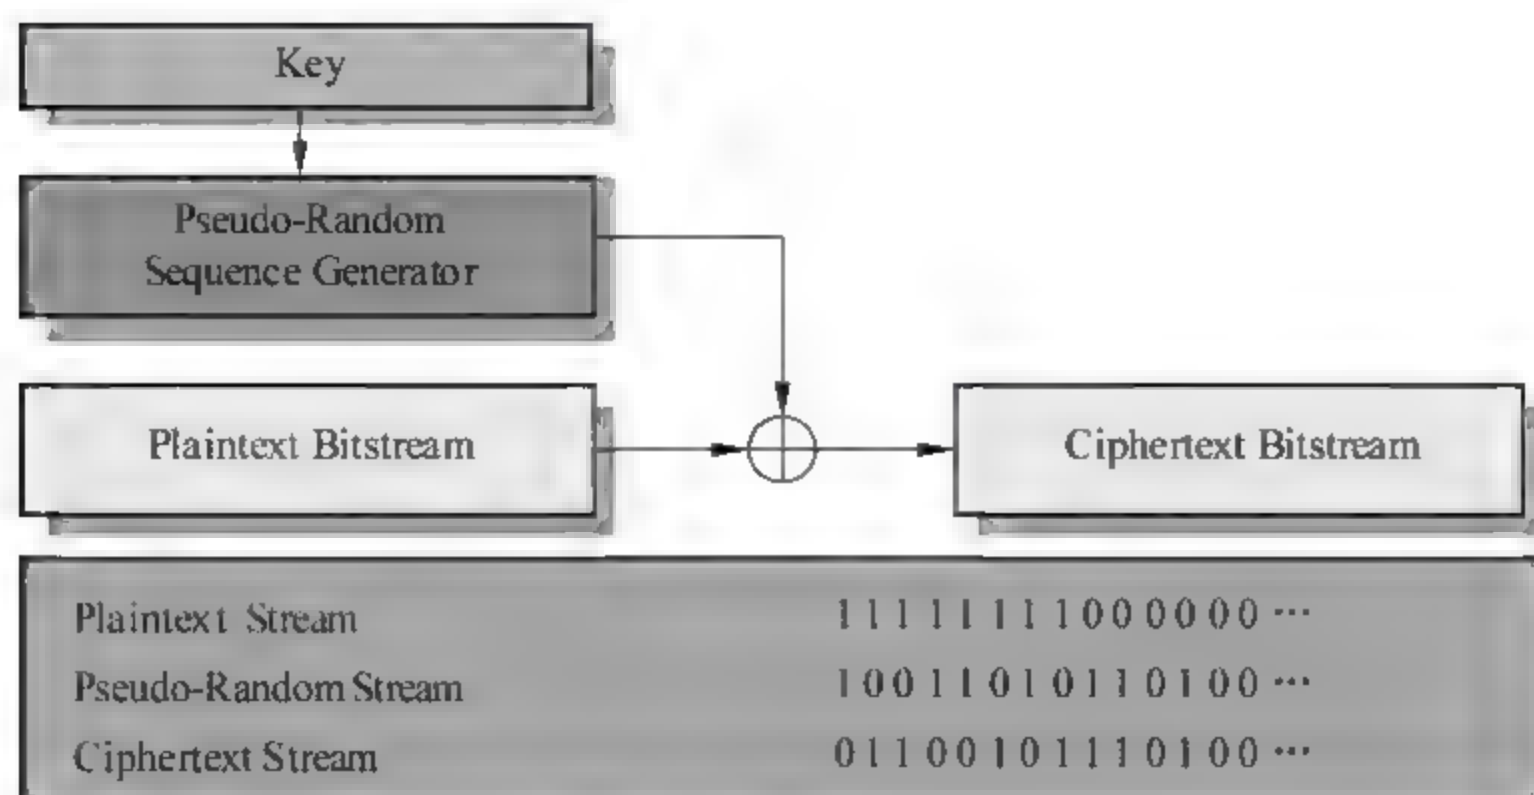 Key
Pseudo-Random
Sequence Generator
Plaintext Bitstream
Ciphertext Bitstream
Plaintext Stream 1 1 1 1 1 1 1 1 0 0 0 0 0 0 ···
Pseudo-Random Stream 1 0 0 1 1 0 1 0 1 1 0 1 0 0 ···
Ciphertext Stream 0 1 1 0 0 1 0 1 1 1 0 1 0 0 ···